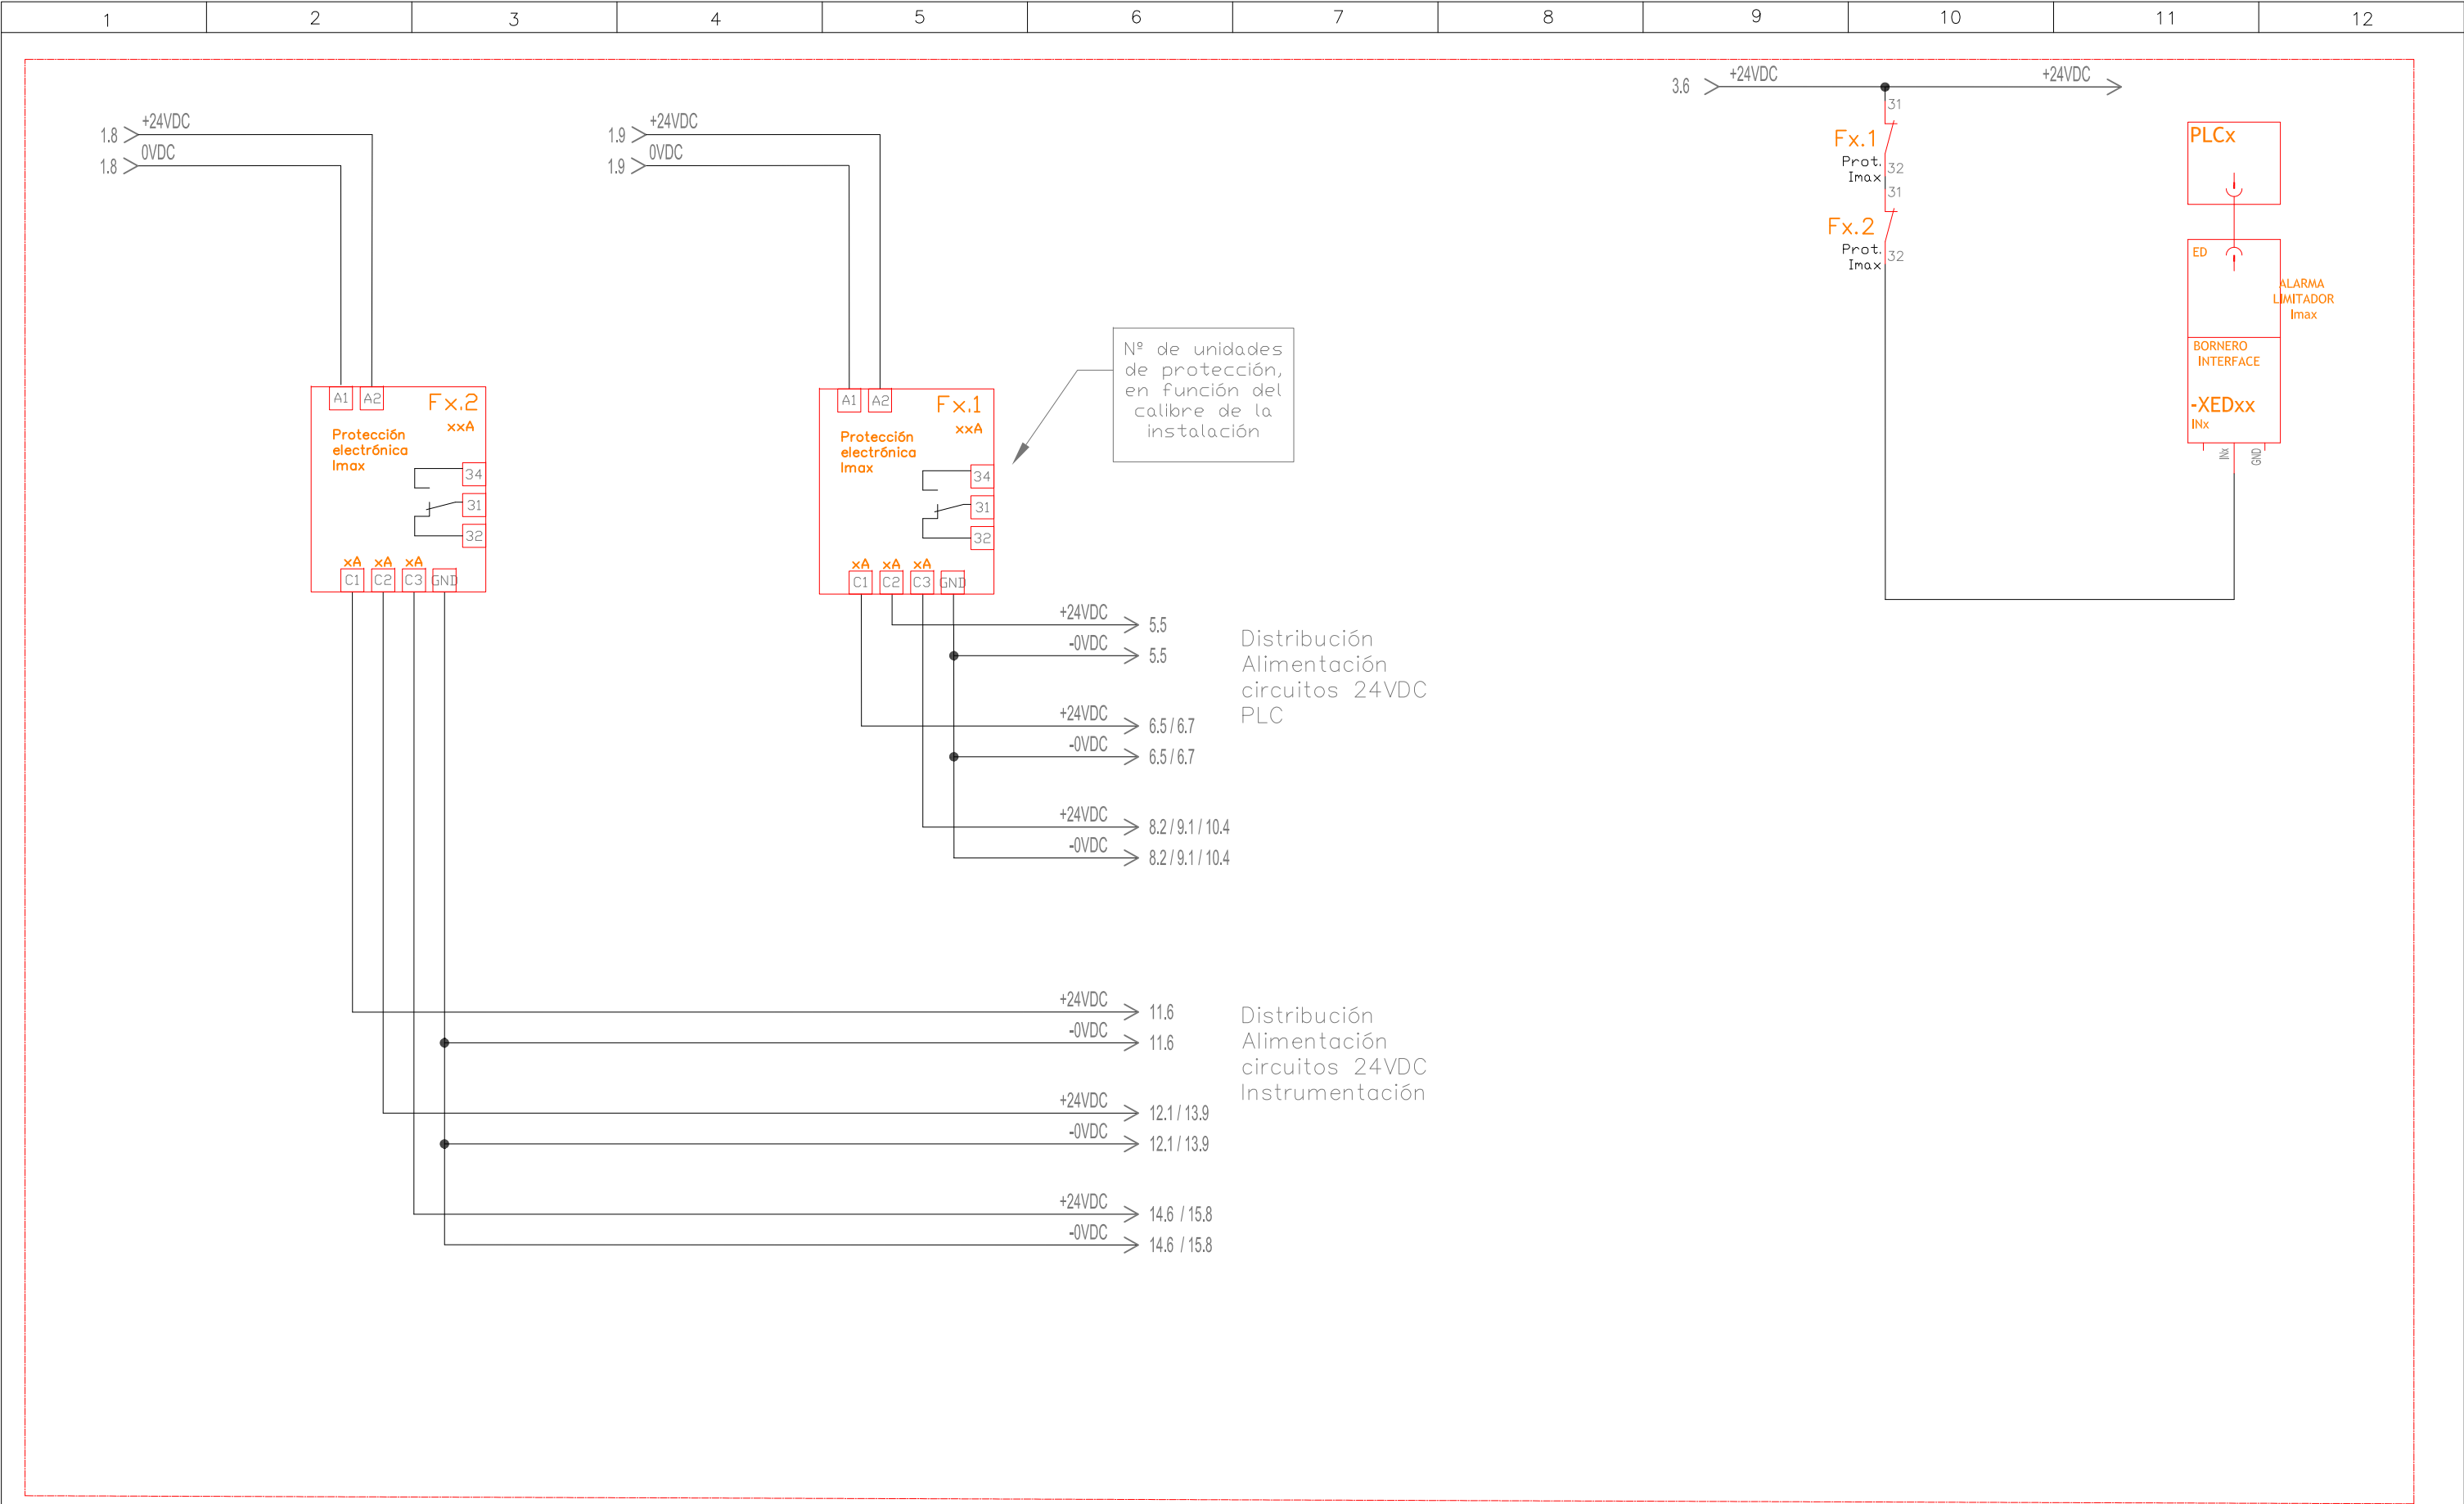 1 2 3 4 5 6 7 8 9 10 11 12
1.8 +24VDC
1.8 0VDC
Fx.2
xxA
A1 A2
Protección
electrónica
Imax
34
31
32
xA xA xA
C1 C2 C3 GND
1.9 +24VDC
1.9 0VDC
Fx.1
xxA
A1 A2
Protección
electrónica
Imax
34
31
32
xA xA xA
C1 C2 C3 GND
Nº de unidades
de protección,
en función del
calibre de la
instalación
+24VDC 5.5
-0VDC 5.5
+24VDC 6.5 / 6.7
-0VDC 6.5 / 6.7
+24VDC 8.2 / 9.1 / 10.4
-0VDC 8.2 / 9.1 / 10.4
Distribución
Alimentación
circuitos 24VDC
PLC
+24VDC 11.6
-0VDC 11.6
+24VDC 12.1 / 13.9
-0VDC 12.1 / 13.9
+24VDC 14.6 / 15.8
-0VDC 14.6 / 15.8
Distribución
Alimentación
circuitos 24VDC
Instrumentación
3.6 +24VDC +24VDC
31
Fx.1
Prot.
Imax
32
31
Fx.2
Prot.
Imax
32
PLCx
ED
ALARMA
LIMITADOR
Imax
BORNERO
INTERFACE
-XEDxx
INx
INx GND